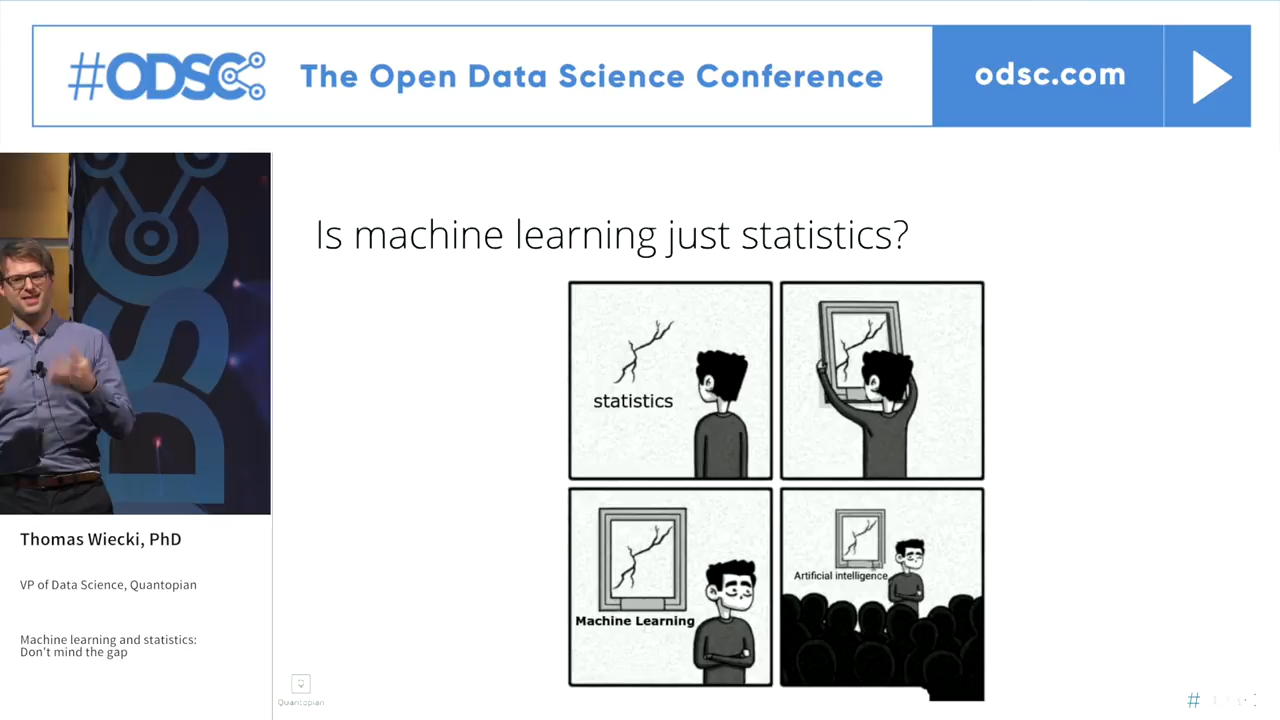 #ODSC
The Open Data Science Conference
odsc.com
Is machine learning just statistics?
statistics
Machine Learning
Artificial intelligence
Thomas Wiecki, PhD
VP of Data Science, Quantopian
Machine learning and statistics:
Don't mind the gap
Quantopian
#